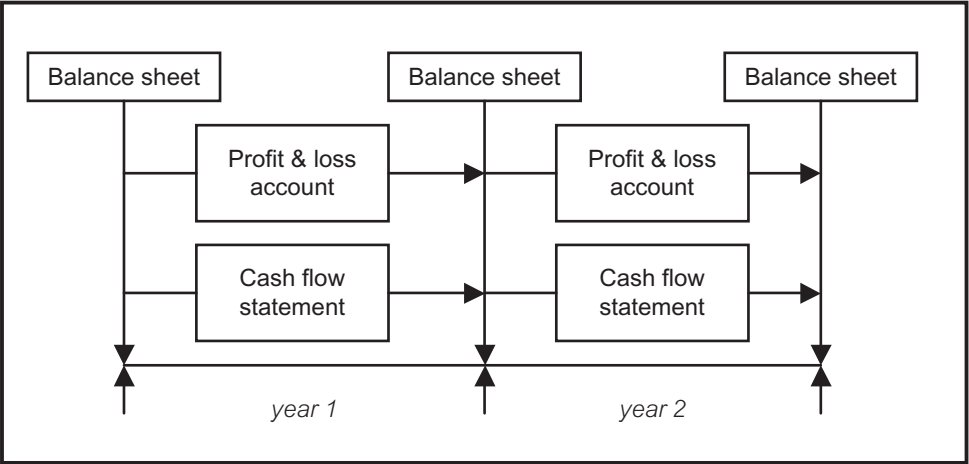 Balance sheet
Balance sheet
Balance sheet
Profit & loss
account
Profit & loss
account
Cash flow
statement
Cash flow
statement
year 1
year 2